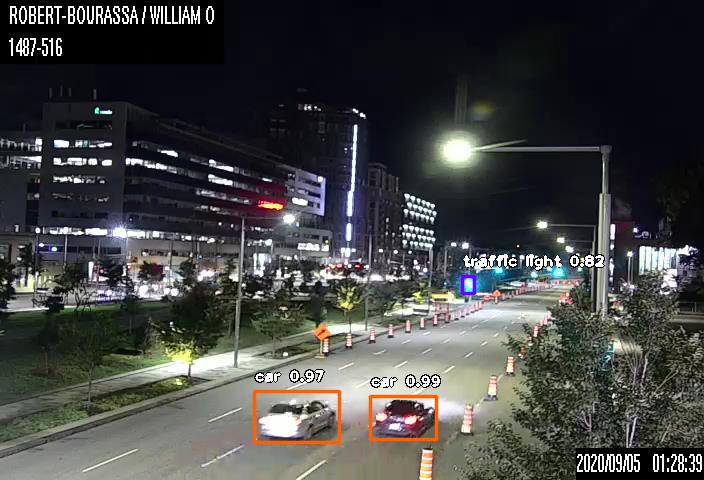 ROBERT-BOURASSA / WILLIAM O
1487-516
traffic light 0.82
car 0.97
car 0.99
2020/09/05 01:28:39